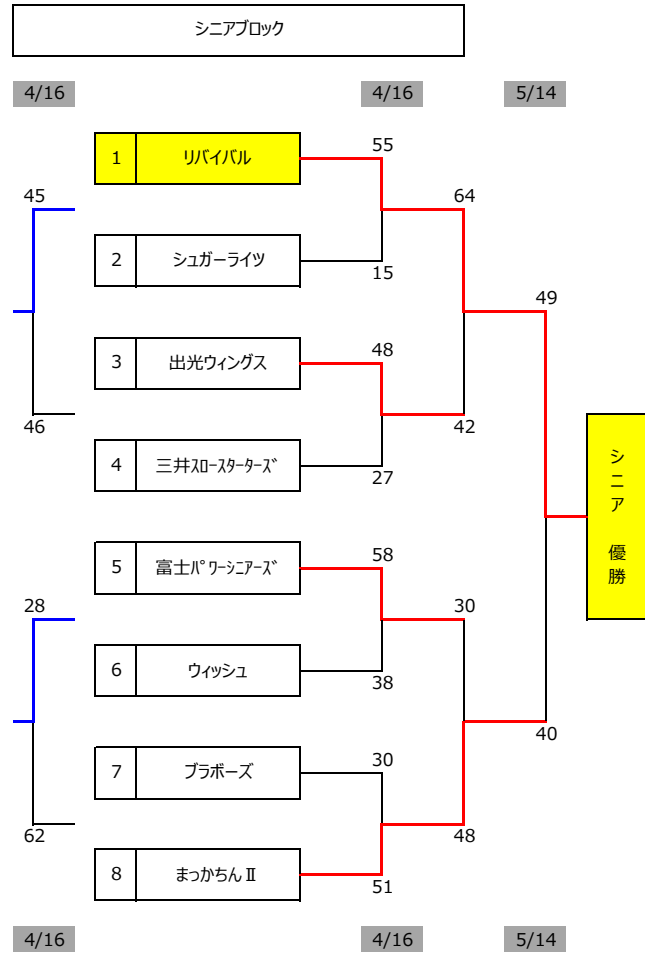 シニアブロック
4/16 4/16 5/14
55
1 リバイバル
45 64
2 シュガーライツ
15
49
48
3 出光ウィングス
46 42
4 三井スロースターターズ
27
シニア 優勝
58
5 富士パワーシニアーズ
28 30
6 ウィッシュ
38
40
30
7 ブラボーズ
62 48
8 まっかちんⅡ
51
4/16 4/16 5/14